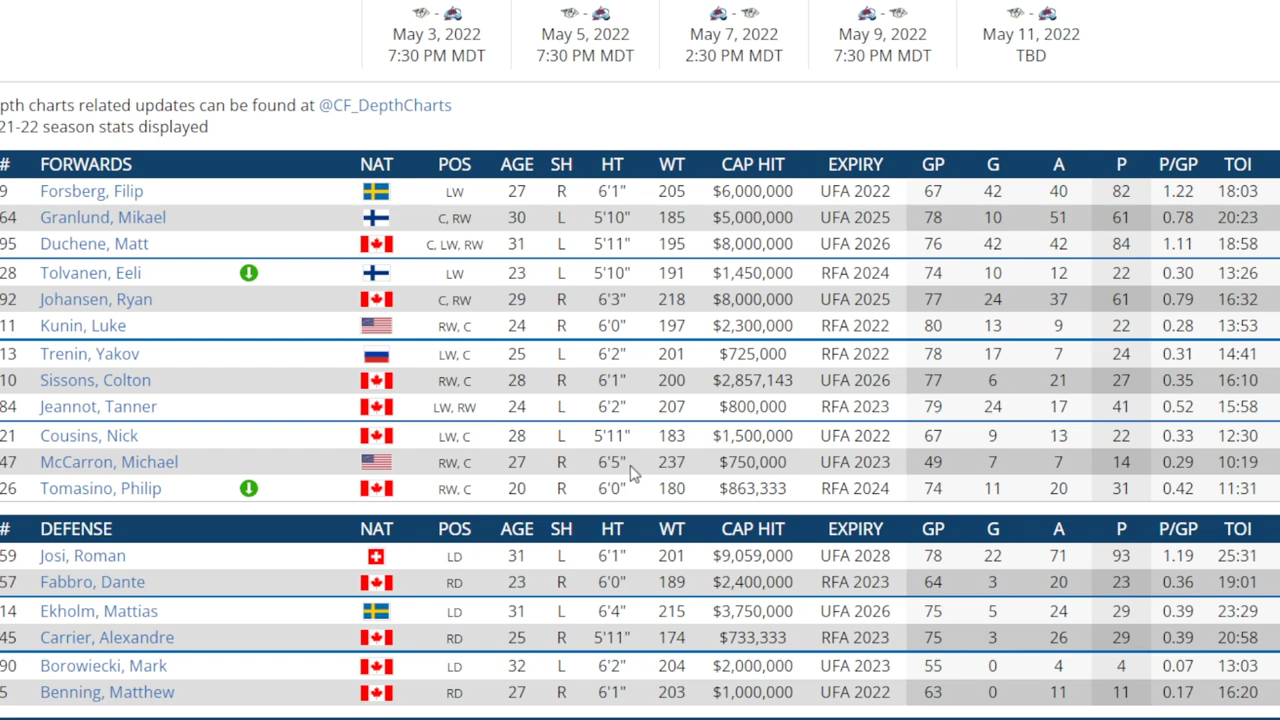 - - - - -
May 3, 2022 May 5, 2022 May 7, 2022 May 9, 2022 May 11, 2022
7:30 PM MDT 7:30 PM MDT 2:30 PM MDT 7:30 PM MDT TBD
pth charts related updates can be found at @CF_DepthCharts
21-22 season stats displayed
# FORWARDS NAT POS AGE SH HT WT CAP HIT EXPIRY GP G A P P/GP TOI
9 Forsberg, Filip LW 27 R 6'1" 205 $6,000,000 UFA 2022 67 42 40 82 1.22 18:03
64 Granlund, Mikael C, RW 30 L 5'10" 185 $5,000,000 UFA 2025 78 10 51 61 0.78 20:23
95 Duchene, Matt C, LW, RW 31 L 5'11" 195 $8,000,000 UFA 2026 76 42 42 84 1.11 18:58
28 Tolvanen, Eeli LW 23 L 5'10" 191 $1,450,000 RFA 2024 74 10 12 22 0.30 13:26
92 Johansen, Ryan C, RW 29 R 6'3" 218 $8,000,000 UFA 2025 77 24 37 61 0.79 16:32
11 Kunin, Luke RW, C 24 R 6'0" 197 $2,300,000 RFA 2022 80 13 9 22 0.28 13:53
13 Trenin, Yakov LW, C 25 L 6'2" 201 $725,000 RFA 2022 78 17 7 24 0.31 14:41
10 Sissons, Colton RW, C 28 R 6'1" 200 $2,857,143 UFA 2026 77 6 21 27 0.35 16:10
84 Jeannot, Tanner LW, RW 24 L 6'2" 207 $800,000 RFA 2023 79 24 17 41 0.52 15:58
21 Cousins, Nick LW, C 28 L 5'11" 183 $1,500,000 UFA 2022 67 9 13 22 0.33 12:30
47 McCarron, Michael RW, C 27 R 6'5" 237 $750,000 UFA 2023 49 7 7 14 0.29 10:19
26 Tomasino, Philip RW, C 20 R 6'0" 180 $863,333 RFA 2024 74 11 20 31 0.42 11:31
# DEFENSE NAT POS AGE SH HT WT CAP HIT EXPIRY GP G A P P/GP TOI
59 Josi, Roman LD 31 L 6'1" 201 $9,059,000 UFA 2028 78 22 71 93 1.19 25:31
57 Fabbro, Dante RD 23 R 6'0" 189 $2,400,000 RFA 2023 64 3 20 23 0.36 19:01
14 Ekholm, Mattias LD 31 L 6'4" 215 $3,750,000 UFA 2026 75 5 24 29 0.39 23:29
45 Carrier, Alexandre RD 25 R 5'11" 174 $733,333 RFA 2023 75 3 26 29 0.39 20:58
90 Borowiecki, Mark LD 32 L 6'2" 204 $2,000,000 UFA 2023 55 0 4 4 0.07 13:03
5 Benning, Matthew RD 27 R 6'1" 203 $1,000,000 UFA 2022 63 0 11 11 0.17 16:20